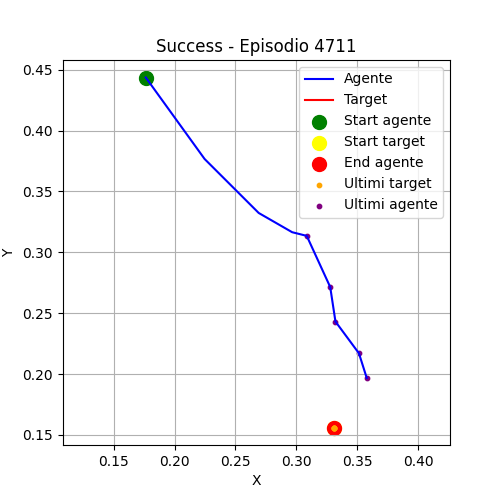 Success - Episodio 4711
0.45
0.40
0.35
0.30
0.25
0.20
0.15
Y
Agente
Target
Start agente
Start target
End agente
Ultimi target
Ultimi agente
0.15 0.20 0.25 0.30 0.35 0.40
X